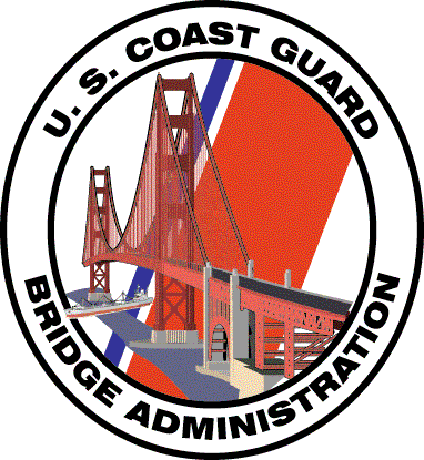 U. S. COAST GUARD
BRIDGE ADMINISTRATION